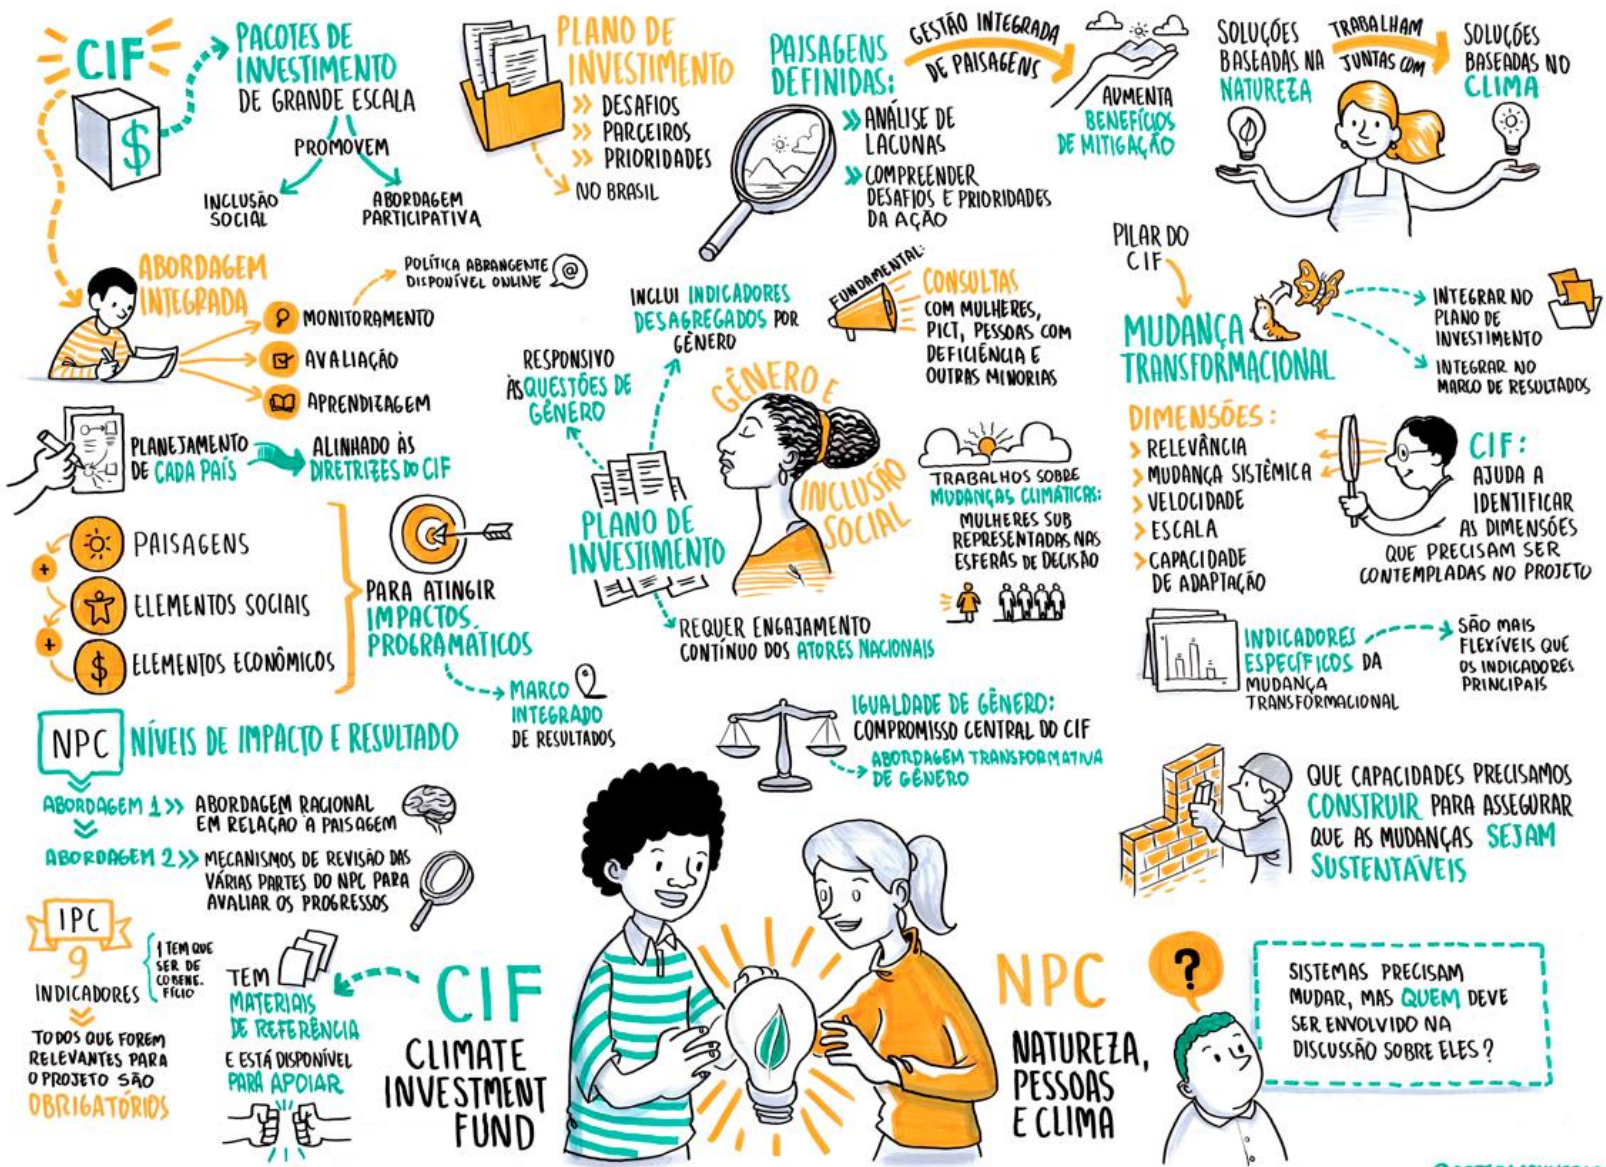 CIF
PACOTES DE
INVESTIMENTO
DE GRANDE ESCALA
PROMOVEM
INCLUSÃO
SOCIAL
ABORDAGEM
PARTICIPATIVA
PLANO DE
INVESTIMENTO
DESAFIOS
PARCEIROS
PRIORIDADES
NO BRASIL
PAISAGENS
DEFINIDAS:
ANÁLISE DE
LACUNAS
COMPREENDER
DESAFIOS E PRIORIDADES
DA AÇÃO
GESTÃO INTEGRADA
DE PAISAGENS
AUMENTA
BENEFÍCIOS
DE MITIGAÇÃO
SOLUÇÕES
BASEADAS NA
NATUREZA
TRABALHAM
JUNTAS COM
SOLUÇÕES
BASEADAS NO
CLIMA
ABORDAGEM
INTEGRADA
MONITORAMENTO
AVALIAÇÃO
APRENDIZAGEM
POLÍTICA ABRANGENTE
DISPONÍVEL ONLINE @
PLANEJAMENTO
DE CADA PAÍS
ALINHADO ÀS
DIRETRIZES DO CIF
+
+
PAISAGENS
ELEMENTOS SOCIAIS
$ ELEMENTOS ECONÔMICOS
PARA ATINGIR
IMPACTOS
PROGRAMÁTICOS
MARCO
INTEGRADO
DE RESULTADOS
RESPONSIVO
ÀS QUESTÕES DE
GÊNERO
INCLUI INDICADORES
DESAGREGADOS POR
GÊNERO
PLANO DE
INVESTIMENTO
REQUER ENGAJAMENTO
CONTÍNUO DOS ATORES NACIONAIS
GÊNERO E
INCLUSÃO
SOCIAL
FUNDAMENTAL:
CONSULTAS
COM MULHERES,
PICT, PESSOAS COM
DEFICIÊNCIA E
OUTRAS MINORIAS
TRABALHOS SOBRE
MUDANÇAS CLIMÁTICAS:
MULHERES SUB
REPRESENTADAS NAS
ESFERAS DE DECISÃO
IGUALDADE DE GÊNERO:
COMPROMISSO CENTRAL DO CIF
ABORDAGEM TRANSFORMATIVA
DE GÊNERO
PILAR DO
CIF
MUDANÇA
TRANSFORMACIONAL
INTEGRAR NO
PLANO DE
INVESTIMENTO
INTEGRAR NO
MARCO DE RESULTADOS
DIMENSÕES:
RELEVÂNCIA
MUDANÇA SISTÊMICA
VELOCIDADE
ESCALA
CAPACIDADE
DE ADAPTAÇÃO
CIF:
AJUDA A
IDENTIFICAR
AS DIMENSÕES
QUE PRECISAM SER
CONTEMPLADAS NO PROJETO
INDICADORES
ESPECÍFICOS DA
MUDANÇA
TRANSFORMACIONAL
SÃO MAIS
FLEXÍVEIS QUE
OS INDICADORES
PRINCIPAIS
QUE CAPACIDADES PRECISAMOS
CONSTRUIR PARA ASSEGURAR
QUE AS MUDANÇAS SEJAM
SUSTENTÁVEIS
NPC NÍVEIS DE IMPACTO E RESULTADO
ABORDAGEM 1 >> ABORDAGEM RACIONAL
EM RELAÇÃO À PAISAGEM
ABORDAGEM 2 >> MECANISMOS DE REVISÃO DAS
VÁRIAS PARTES DO NPC PARA
AVALIAR OS PROGRESSOS
IPC
9
INDICADORES
1 TEM QUE
SER DE
COBENE-
FÍCIO
TODOS QUE FOREM
RELEVANTES PARA
O PROJETO SÃO
OBRIGATÓRIOS
TEM
MATERIAIS
DE REFERÊNCIA
E ESTÁ DISPONÍVEL
PARA APOIAR
CIF
CLIMATE
INVESTMENT
FUND
NPC
NATUREZA,
PESSOAS
E CLIMA
?
SISTEMAS PRECISAM
MUDAR, MAS QUEM DEVE
SER ENVOLVIDO NA
DISCUSSÃO SOBRE ELES?